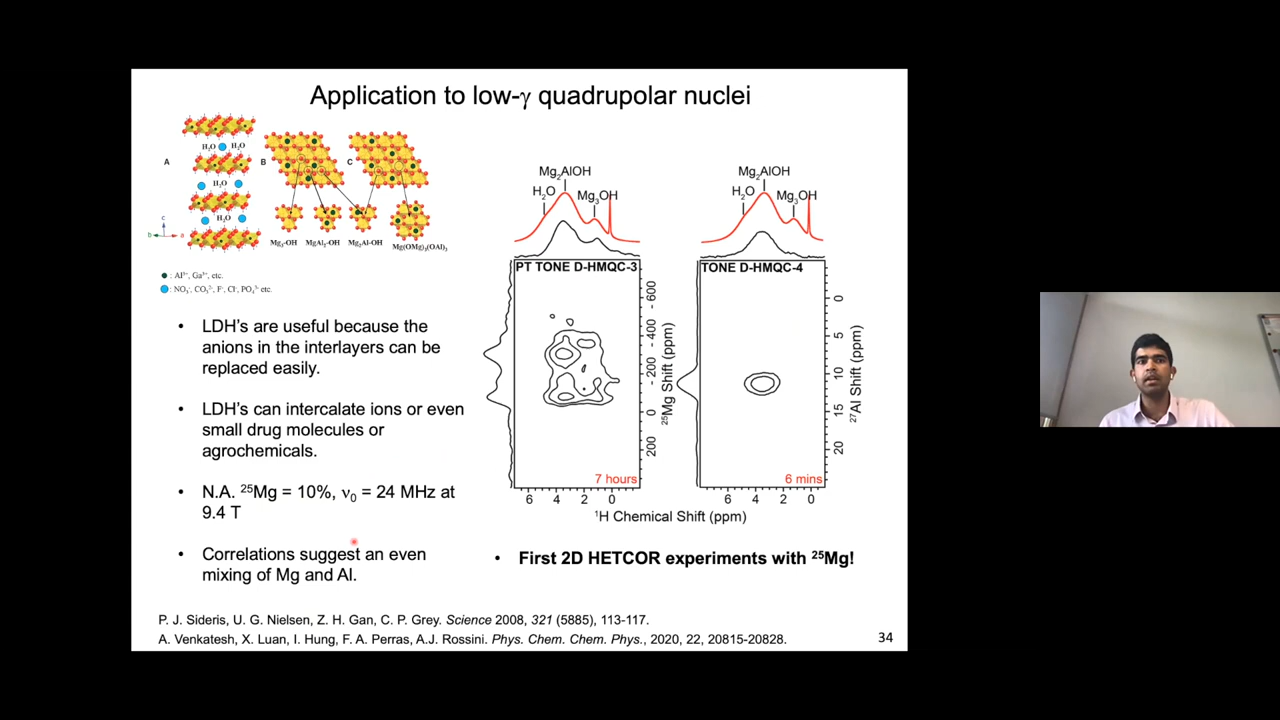 Application to low-γ quadrupolar nuclei
H₂O H₂O
A B C
H₂O
H₂O
c
b a
Mg₃-OH MgAl₂-OH Mg₂Al-OH Mg(OMg)₃(OAl)₃
: Al³⁺, Ga³⁺, etc.
: NO₃⁻, CO₃²⁻, F⁻, Cl⁻, PO₄³⁻ etc.
• LDH's are useful because the
anions in the interlayers can be
replaced easily.
• LDH's can intercalate ions or even
small drug molecules or
agrochemicals.
• N.A. ²⁵Mg = 10%, ν₀ = 24 MHz at
9.4 T
• Correlations suggest an even
mixing of Mg and Al.
Mg₂AlOH
H₂O Mg₃OH
PT TONE D-HMQC-3
- 600
- 400
- 200
- 100
0
200
²⁵Mg Shift (ppm)
7 hours
6 4 2 0
Mg₂AlOH
H₂O Mg₃OH
TONE D-HMQC-4
0
5
10
15
20
²⁷Al Shift (ppm)
6 mins
6 4 2 0
¹H Chemical Shift (ppm)
• First 2D HETCOR experiments with ²⁵Mg!
P. J. Sideris, U. G. Nielsen, Z. H. Gan, C. P. Grey. Science 2008, 321 (5885), 113-117.
A. Venkatesh, X. Luan, I. Hung, F. A. Perras, A.J. Rossini. Phys. Chem. Chem. Phys., 2020, 22, 20815-20828.
34